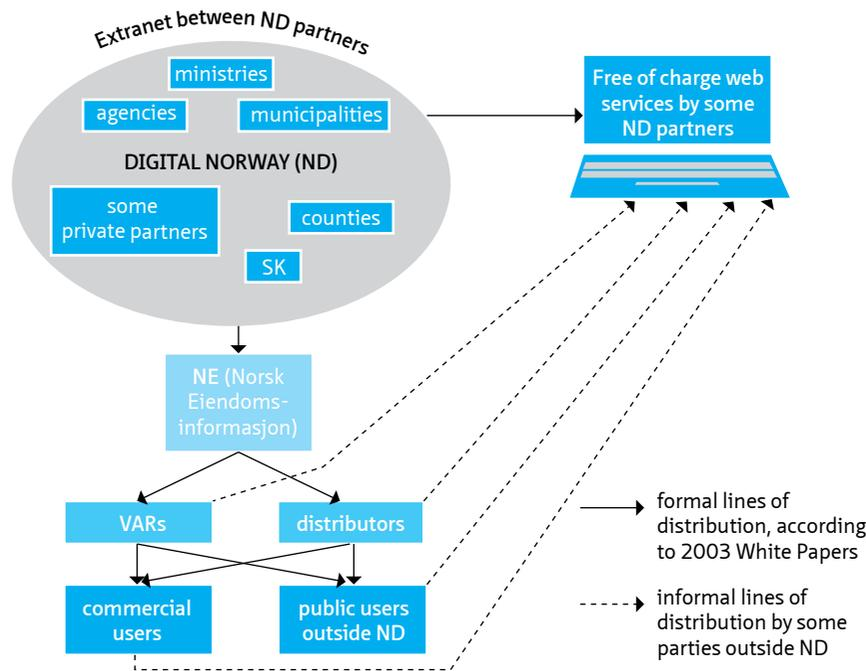 Extranet between ND partners
ministries
agencies
municipalities
DIGITAL NORWAY (ND)
some
private partners
counties
SK
Free of charge web
services by some
ND partners
NE (Norsk
Eiendoms-
informasjon)
VARs
distributors
commercial
users
public users
outside ND
formal lines of
distribution, according
to 2003 White Papers
informal lines of
distribution by some
parties outside ND